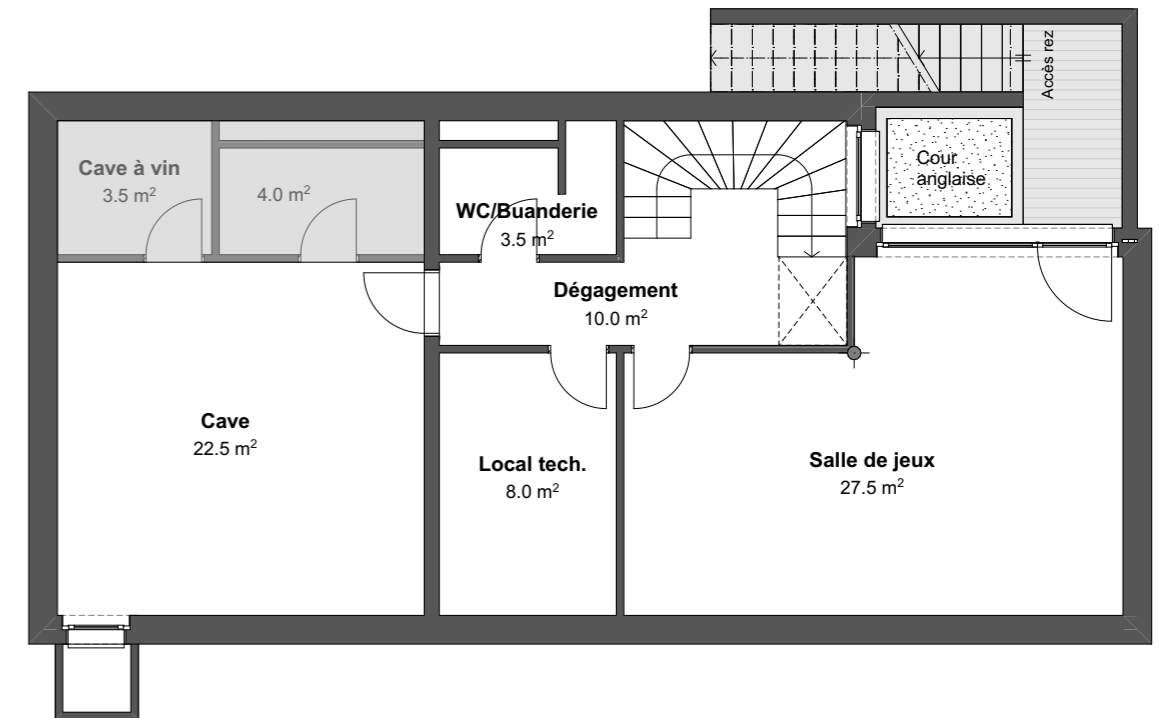 Accès rez
Cave à vin
3.5 m²
4.0 m²
Cour
anglaise
WC/Buanderie
3.5 m²
Dégagement
10.0 m²
Cave
22.5 m²
Local tech.
8.0 m²
Salle de jeux
27.5 m²